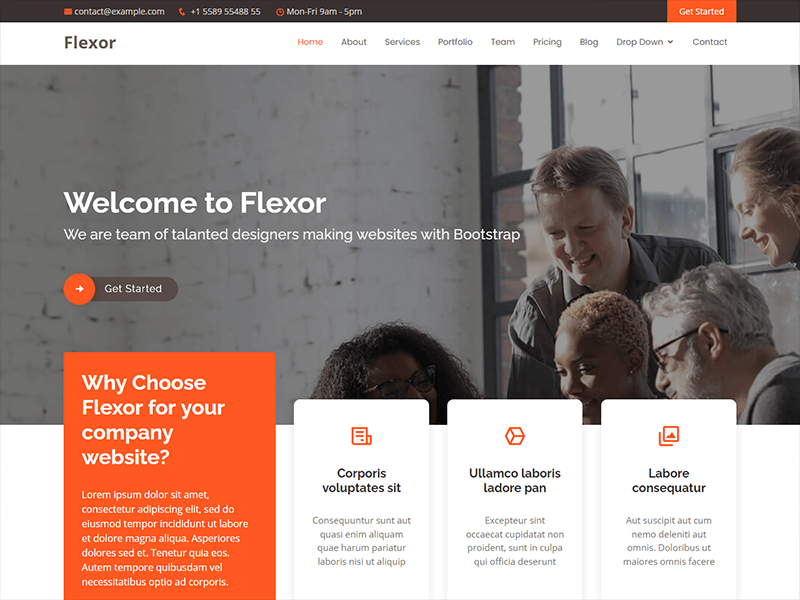 contact@example.com +1 5589 55488 55 Mon-Fri 9am - 5pm Get Started
Flexor Home About Services Portfolio Team Pricing Blog Drop Down Contact
Welcome to Flexor
We are team of talanted designers making websites with Bootstrap
Get Started
Why Choose
Flexor for your
company
website?
Lorem ipsum dolor sit amet,
consectetur adipiscing elit, sed do
eiusmod tempor incididunt ut labore
et dolore magna aliqua. Asperiores
dolores sed et. Tenetur quia eos.
Autem tempore quibusdam vel
necessitatibus optio ad corporis.
Corporis
voluptates sit
Consequuntur sunt aut
quasi enim aliquam
quae harum pariatur
laboris nisi ut aliquip
Ullamco laboris
ladore pan
Excepteur sint
occaecat cupidatat non
proident, sunt in culpa
qui officia deserunt
Labore
consequatur
Aut suscipit aut cum
nemo deleniti aut
omnis. Doloribus ut
maiores omnis facere